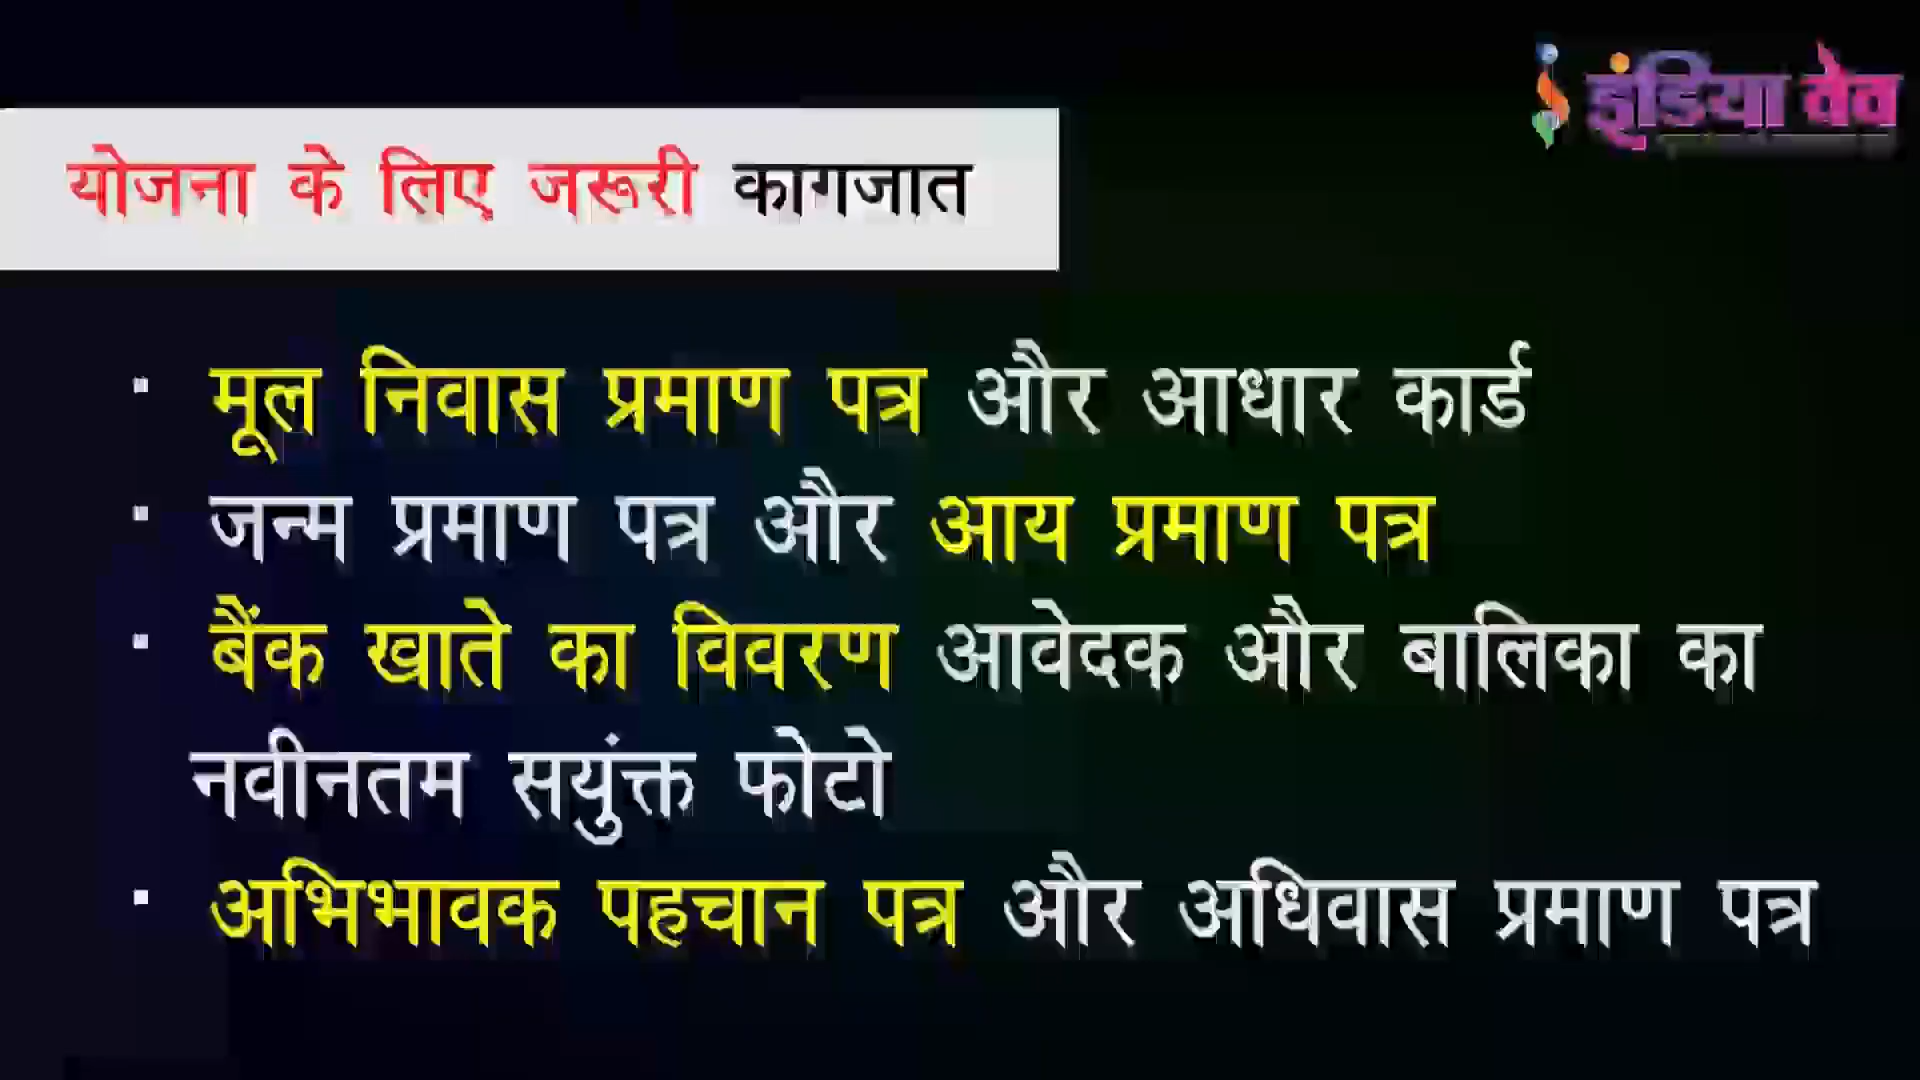 इंडिया वेव
योजना के लिए जरूरी कागजात
मूल निवास प्रमाण पत्र और आधार कार्ड
जन्म प्रमाण पत्र और आय प्रमाण पत्र
बैंक खाते का विवरण आवेदक और बालिका का
नवीनतम सयुंक्त फोटो
अभिभावक पहचान पत्र और अधिवास प्रमाण पत्र